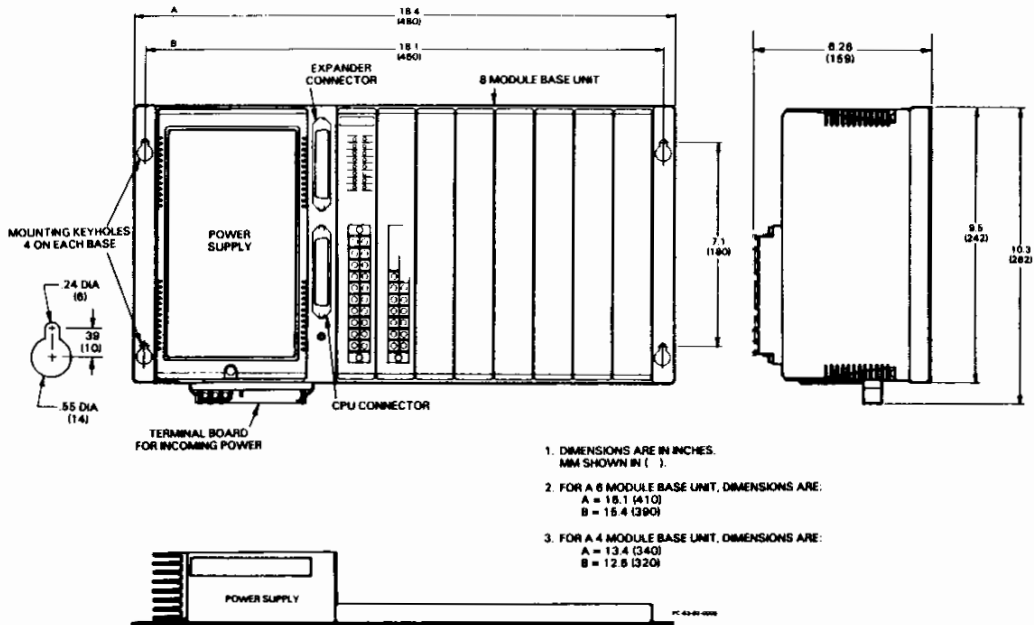 A
18.4
(460)
B
18.1
(460)
EXPANDER
CONNECTOR
8 MODULE BASE UNIT
6.26
(159)
MOUNTING KEYHOLES
4 ON EACH BASE
POWER
SUPPLY
7.1
(180)
9.5
(242)
10.3
(262)
.24 DIA
(6)
.39
(10)
.55 DIA
(14)
CPU CONNECTOR
TERMINAL BOARD
FOR INCOMING POWER
1. DIMENSIONS ARE IN INCHES.
MM SHOWN IN ( ).
2. FOR A 6 MODULE BASE UNIT, DIMENSIONS ARE:
A = 16.1 (410)
B = 15.4 (390)
3. FOR A 4 MODULE BASE UNIT, DIMENSIONS ARE:
A = 13.4 (340)
B = 12.6 (320)
POWER SUPPLY